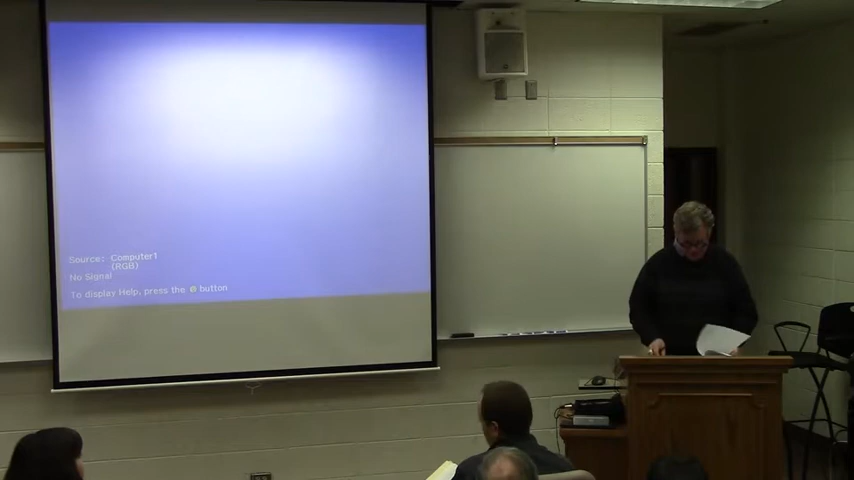 Source: Computer1
(RGB)
No Signal
To display Help, press the button